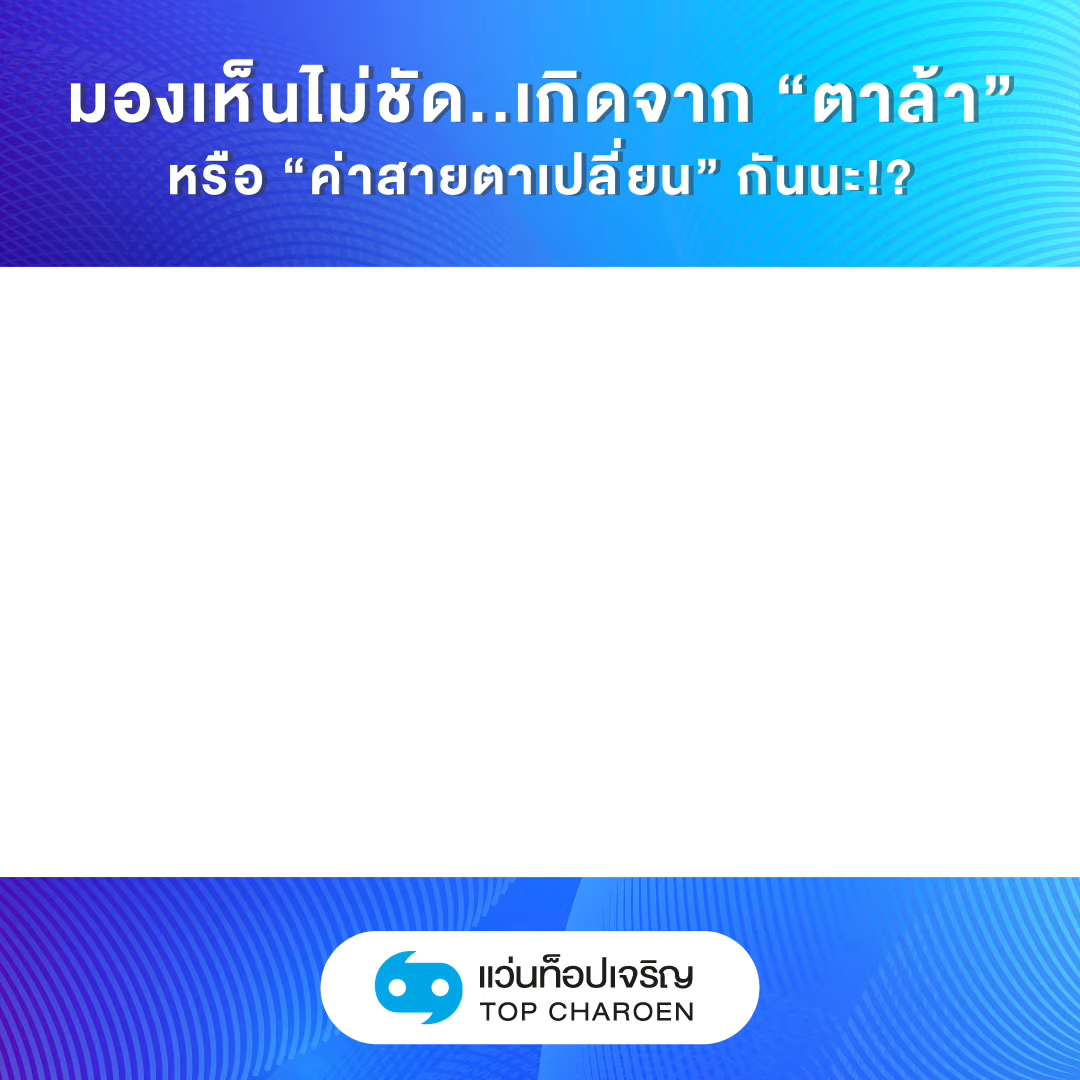 มองเห็นไม่ชัด..เกิดจาก “ตาล้า”
หรือ “ค่าสายตาเปลี่ยน” กันนะ!?
แว่นท็อปเจริญ
TOP CHAROEN